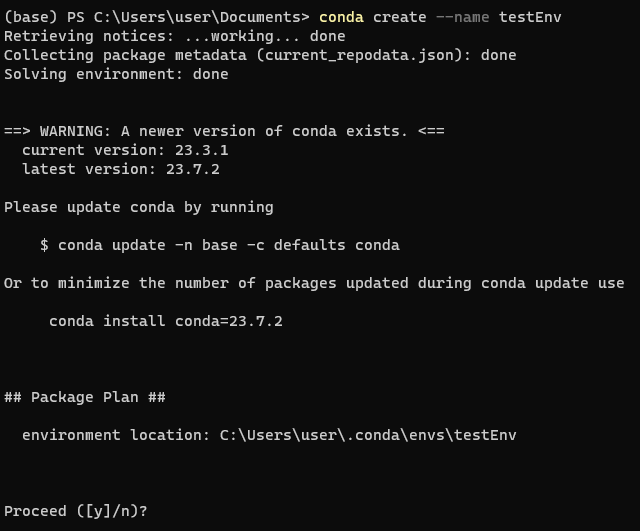 (base) PS C:\Users\user\Documents> conda create --name testEnv
Retrieving notices: ...working... done
Collecting package metadata (current_repodata.json): done
Solving environment: done
==> WARNING: A newer version of conda exists. <==
current version: 23.3.1
latest version: 23.7.2
Please update conda by running
$ conda update -n base -c defaults conda
Or to minimize the number of packages updated during conda update use
conda install conda=23.7.2
## Package Plan ##
environment location: C:\Users\user\.conda\envs\testEnv
Proceed ([y]/n)?